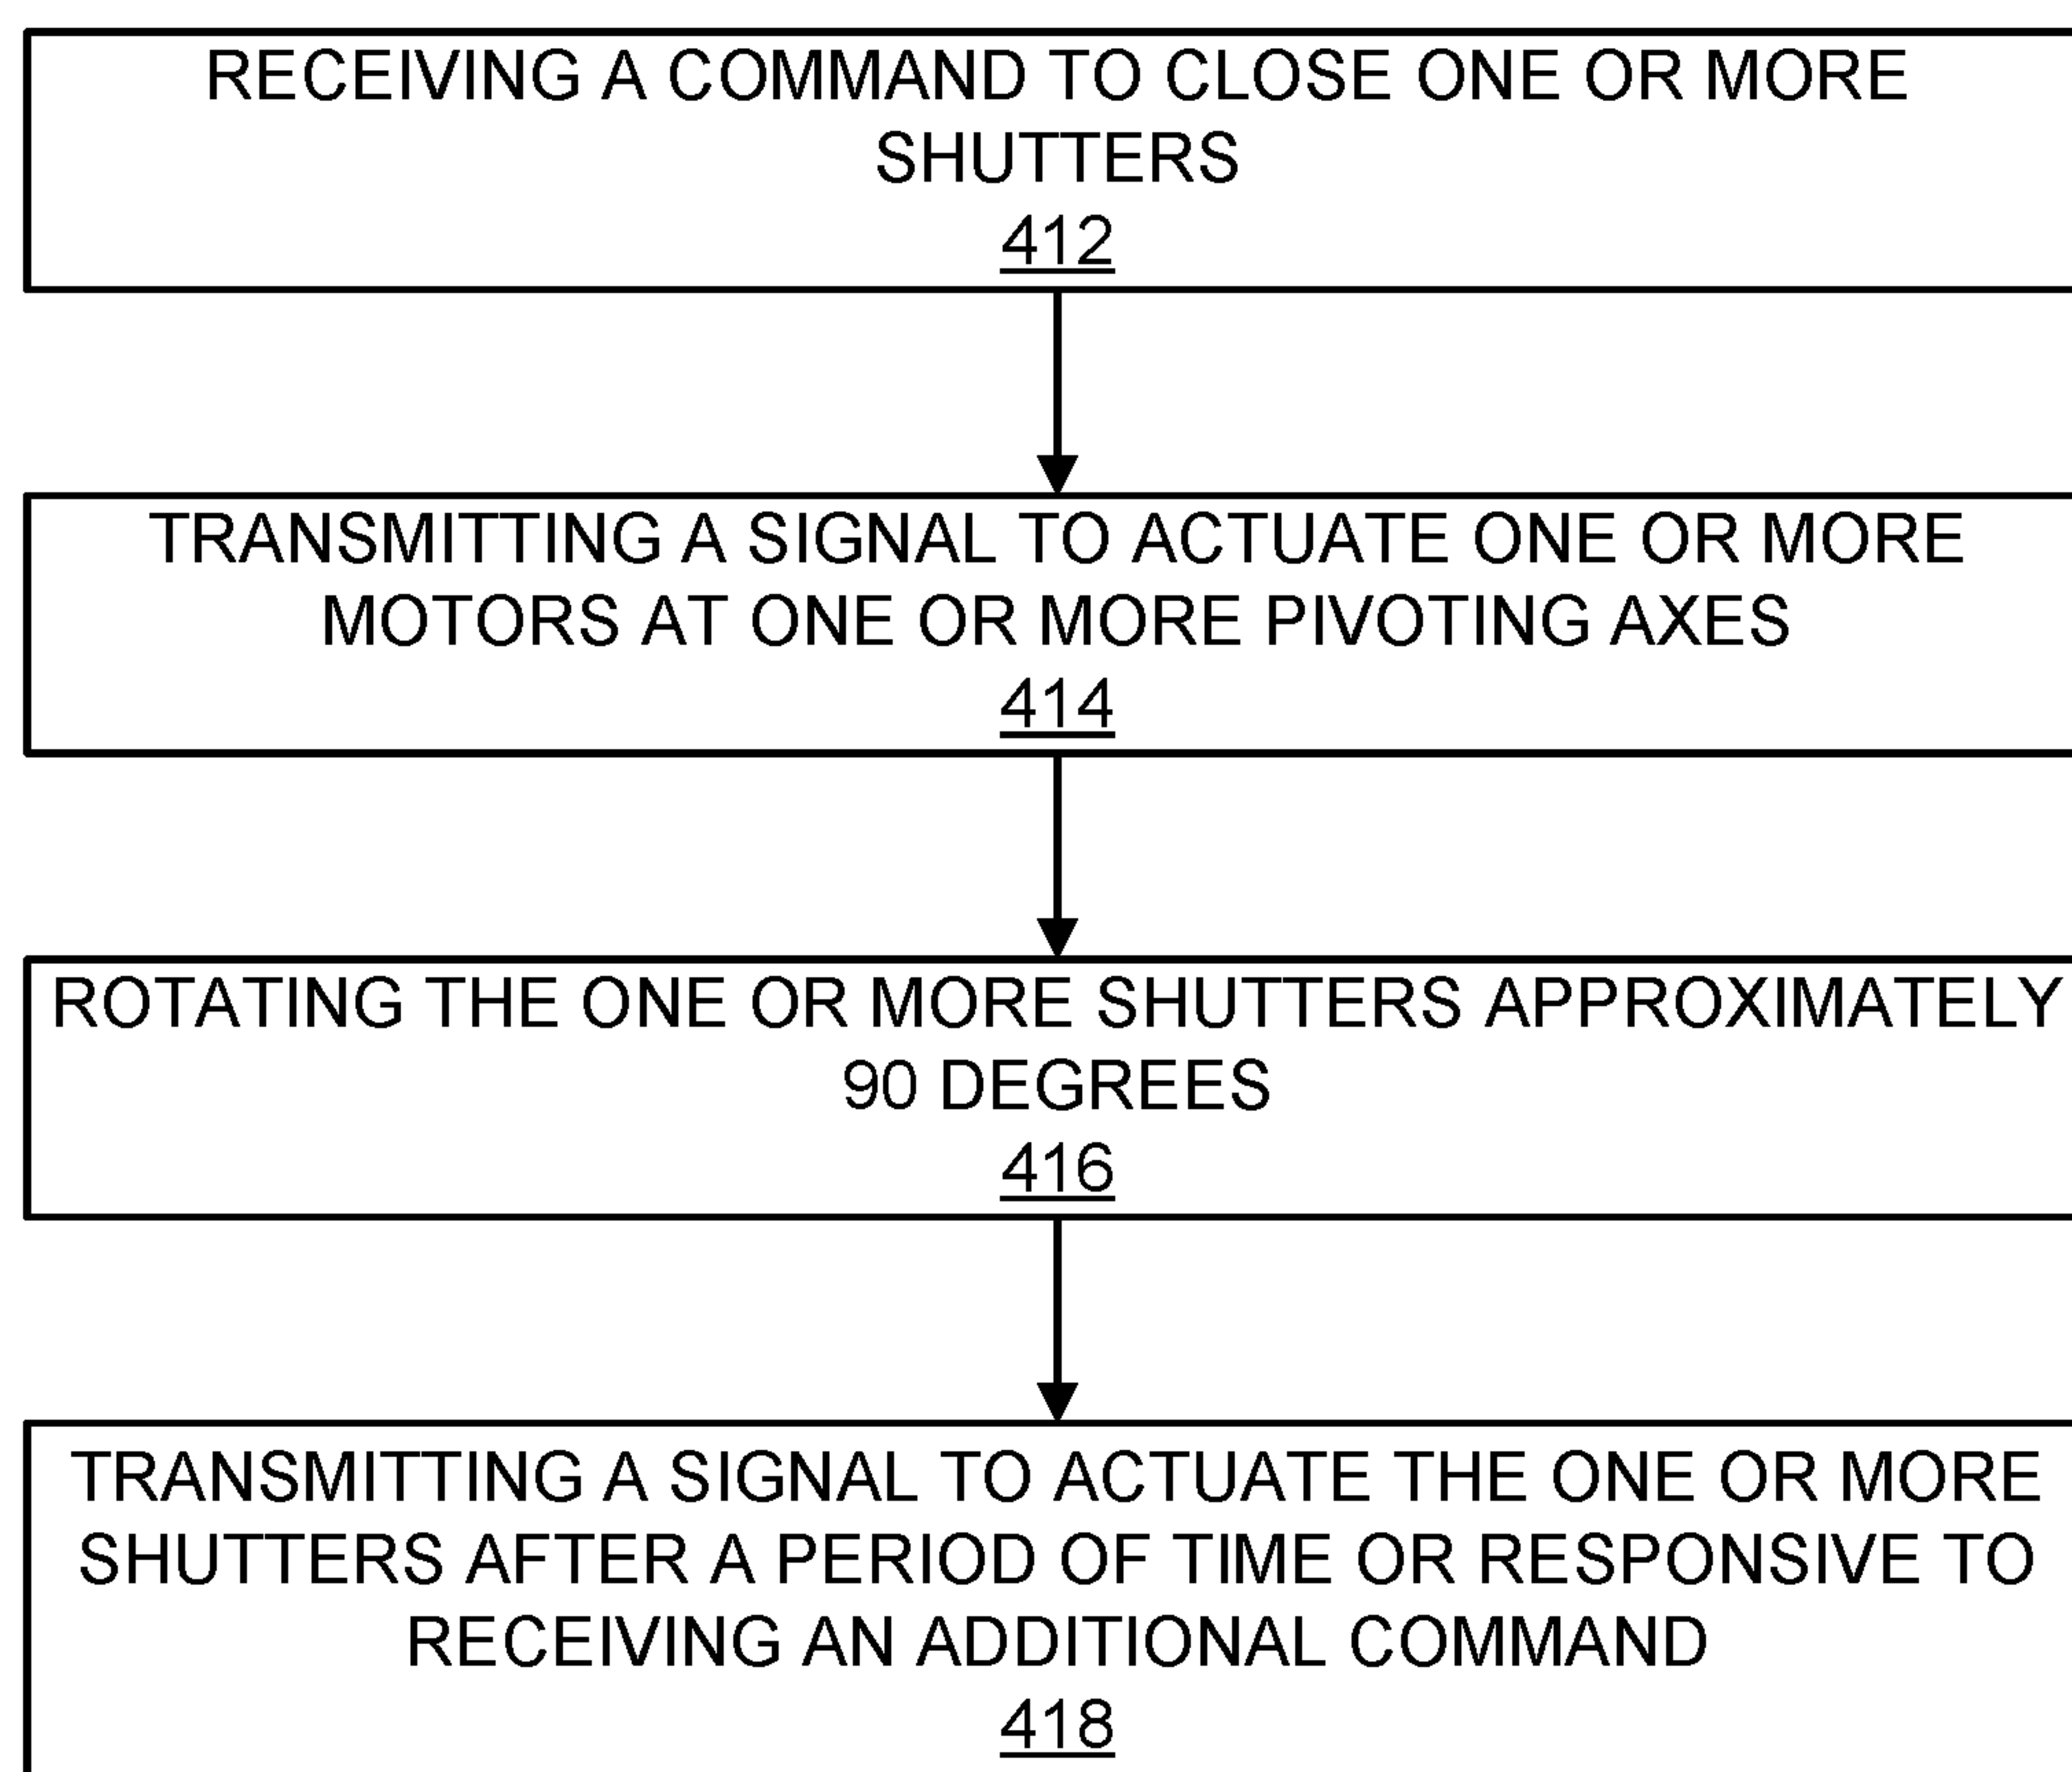 RECEIVING A COMMAND TO CLOSE ONE OR MORE
SHUTTERS
412
TRANSMITTING A SIGNAL TO ACTUATE ONE OR MORE
MOTORS AT ONE OR MORE PIVOTING AXES
414
ROTATING THE ONE OR MORE SHUTTERS APPROXIMATELY
90 DEGREES
416
TRANSMITTING A SIGNAL TO ACTUATE THE ONE OR MORE
SHUTTERS AFTER A PERIOD OF TIME OR RESPONSIVE TO
RECEIVING AN ADDITIONAL COMMAND
418